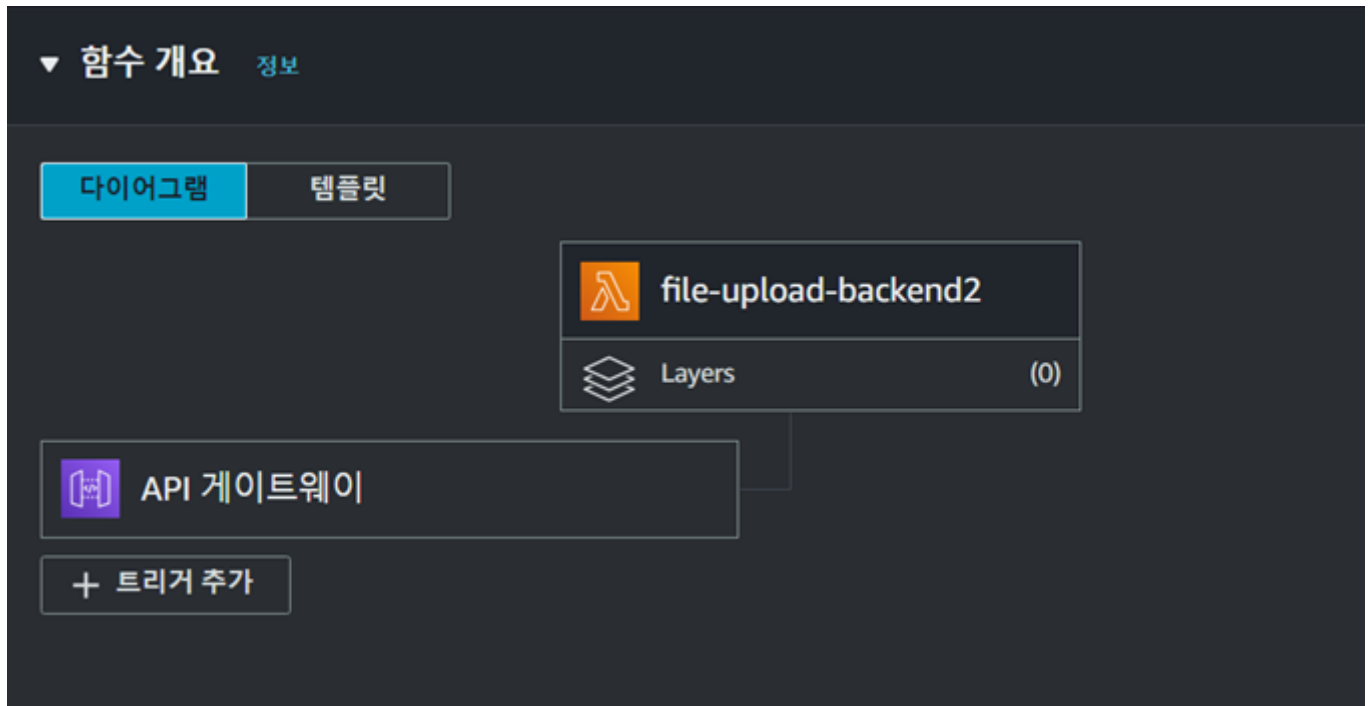 ▼ 함수 개요 정보
다이어그램 템플릿
file-upload-backend2
Layers (0)
API 게이트웨이
+ 트리거 추가